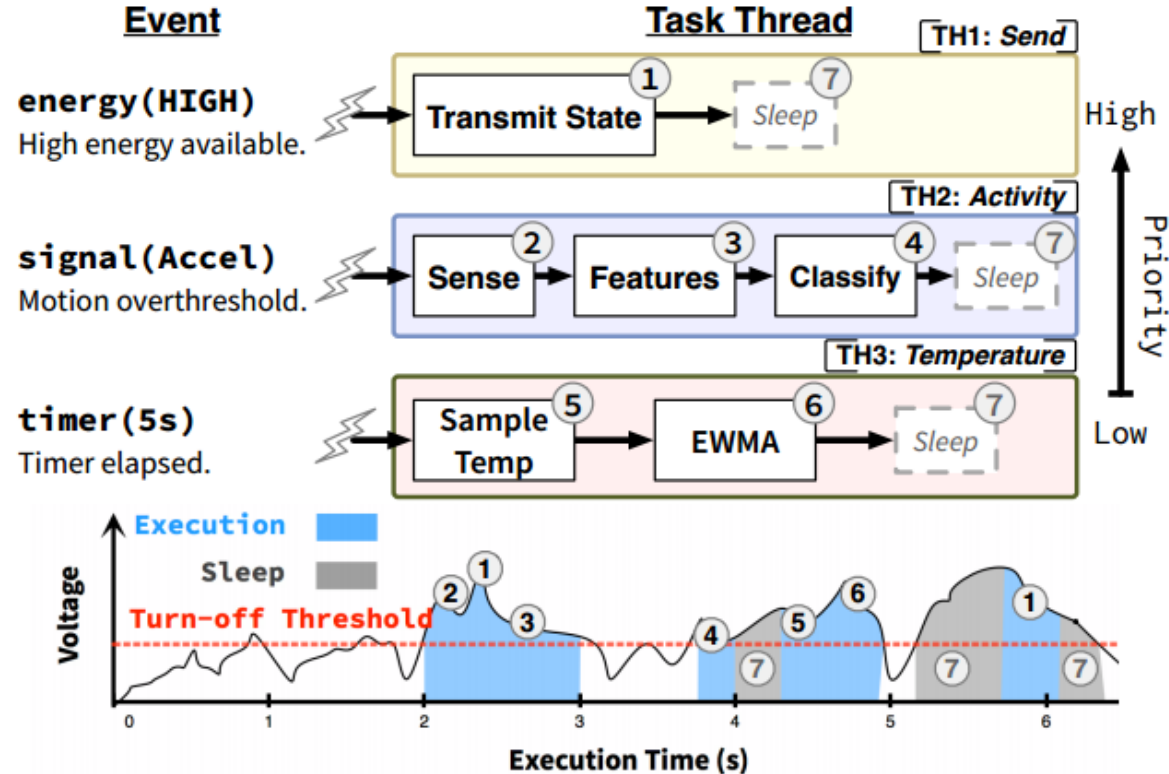 Event
Task Thread
TH1: Send
energy(HIGH)
High energy available.
Transmit State
1
Sleep
7
High
TH2: Activity
signal(Accel)
Motion overthreshold.
Sense
2
Features
3
Classify
4
Sleep
7
Priority
TH3: Temperature
timer(5s)
Timer elapsed.
Sample
Temp
5
EWMA
6
Sleep
7
Low
Execution
Sleep
Turn-off Threshold
Voltage
2
1
3
4
7
5
6
7
1
7
0
1
2
3
4
5
6
Execution Time (s)